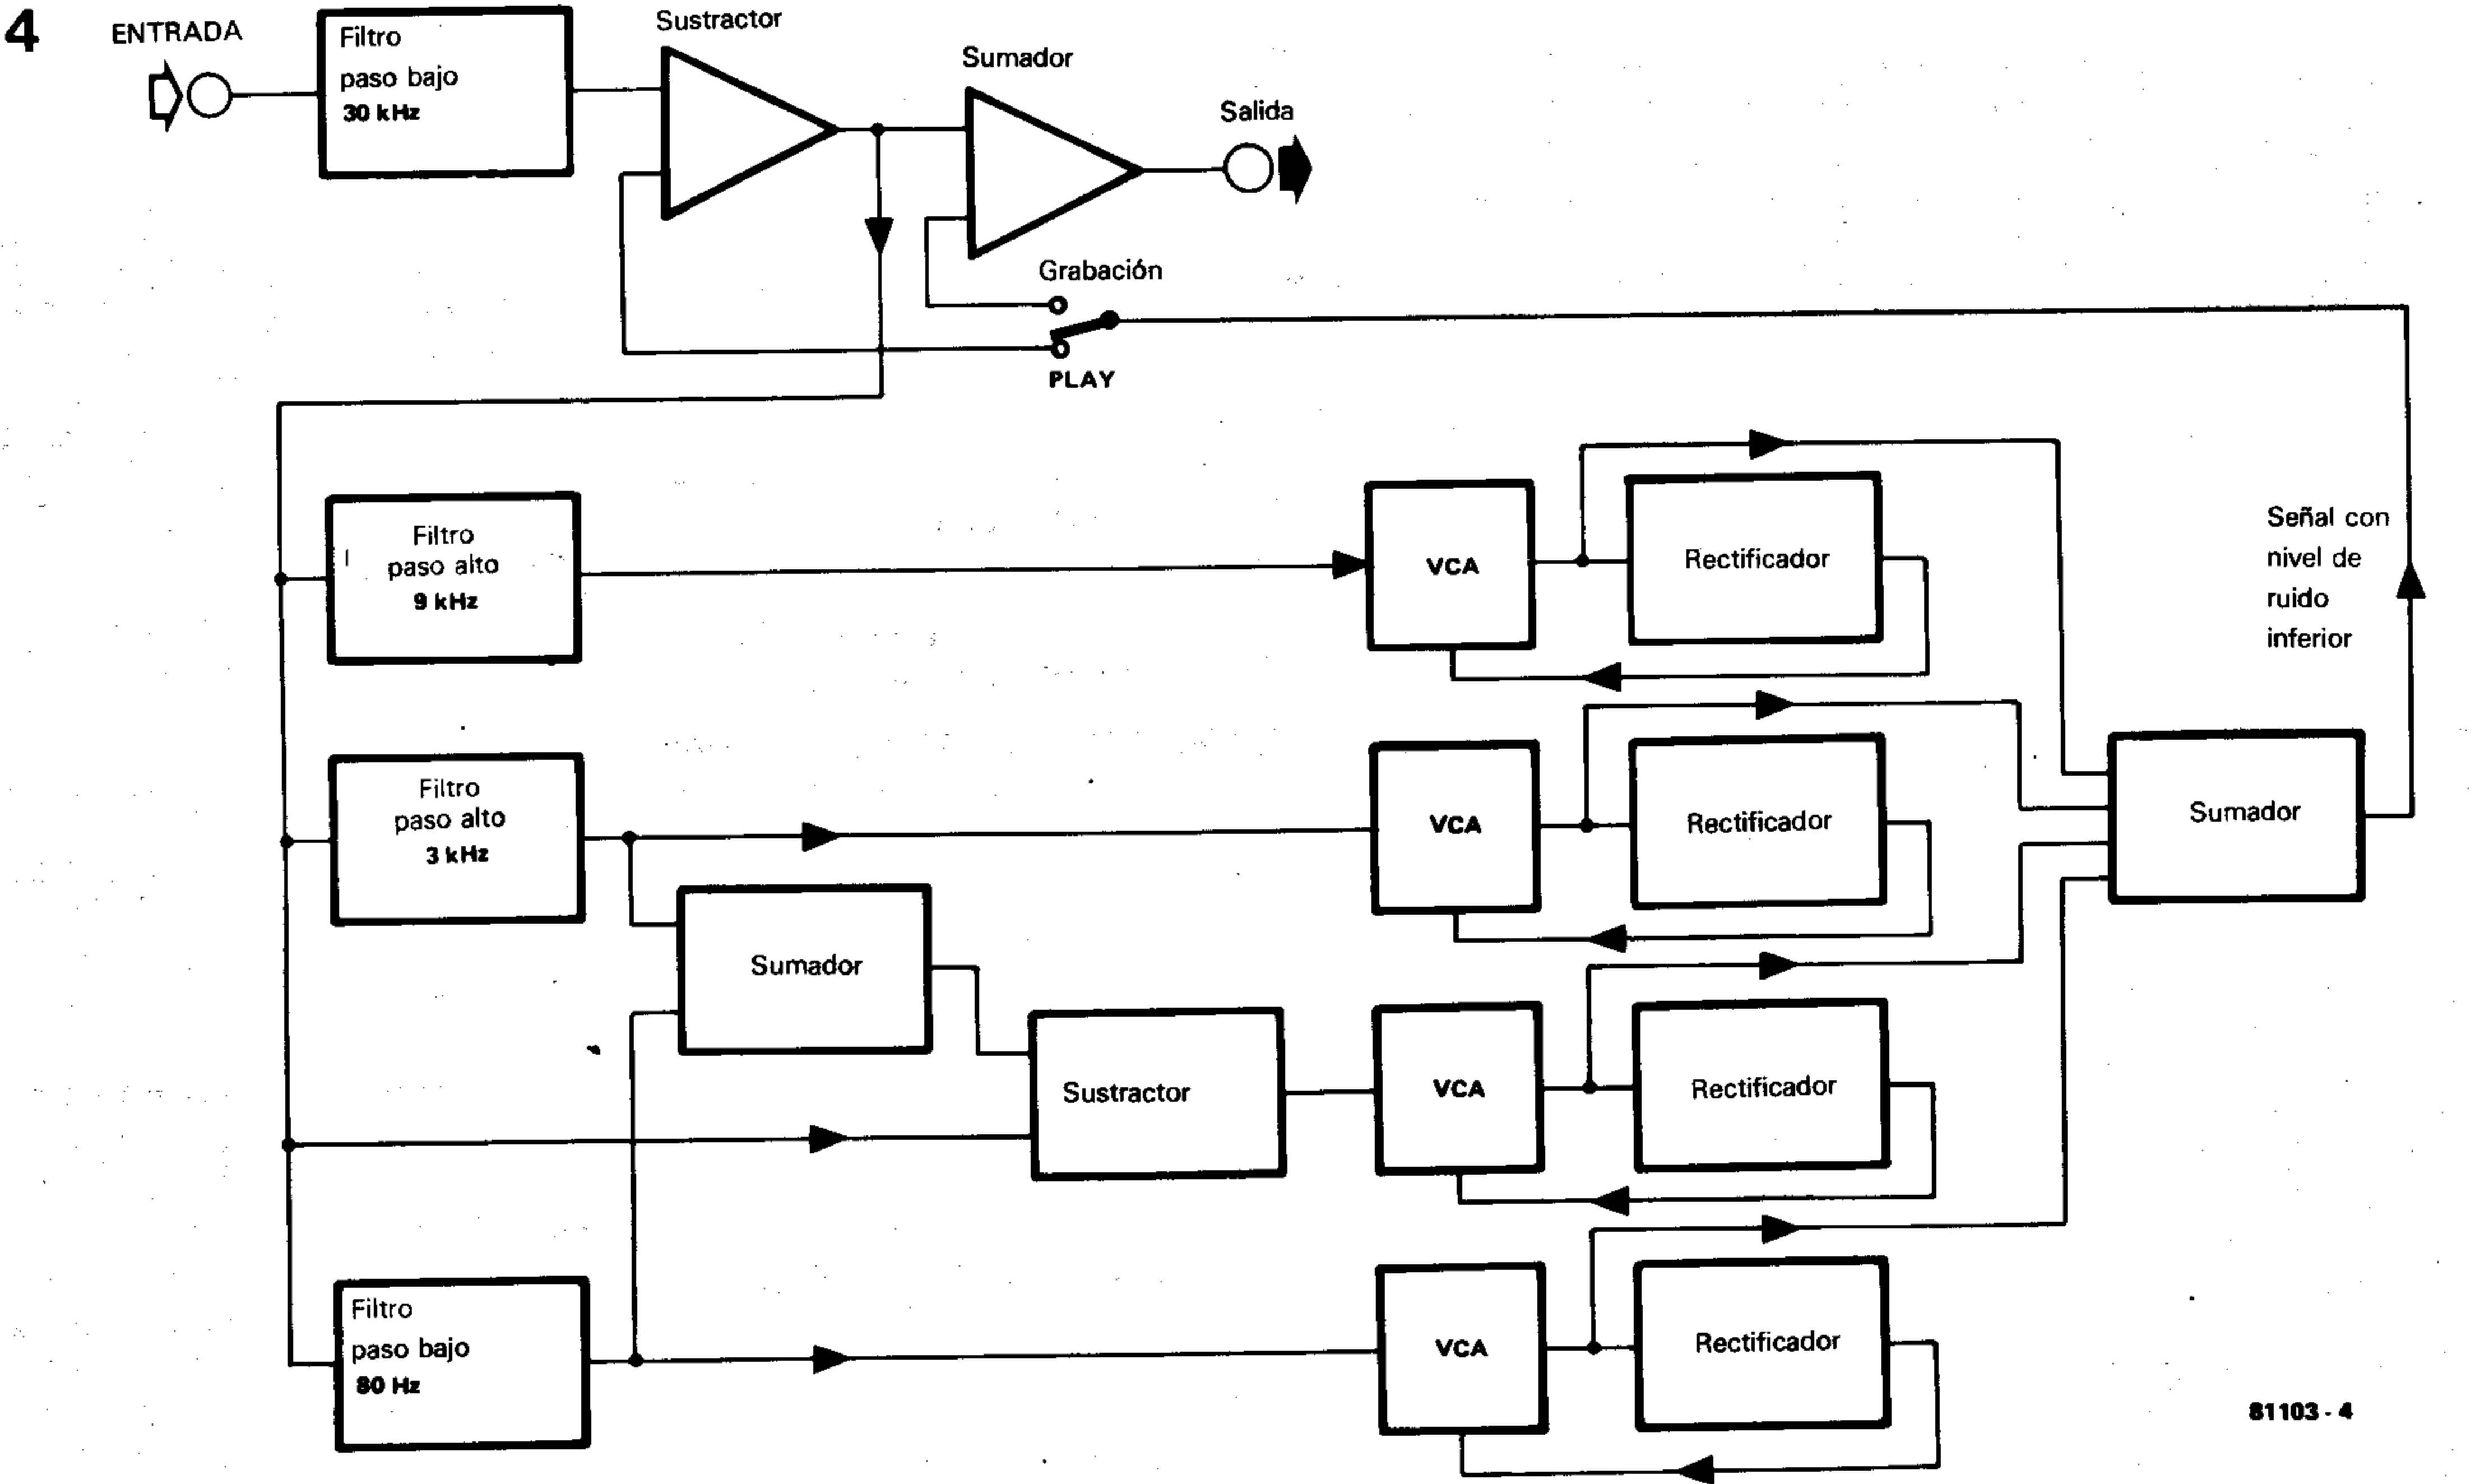 4
ENTRADA
Filtro
paso bajo
30 kHz
Sustractor
Sumador
Salida
Grabación
PLAY
Filtro
paso alto
9 kHz
VCA
Rectificador
Señal con
nivel de
ruido
inferior
Filtro
paso alto
3 kHz
VCA
Rectificador
Sumador
Sumador
Sustractor
VCA
Rectificador
Filtro
paso bajo
80 Hz
VCA
Rectificador
81103 - 4